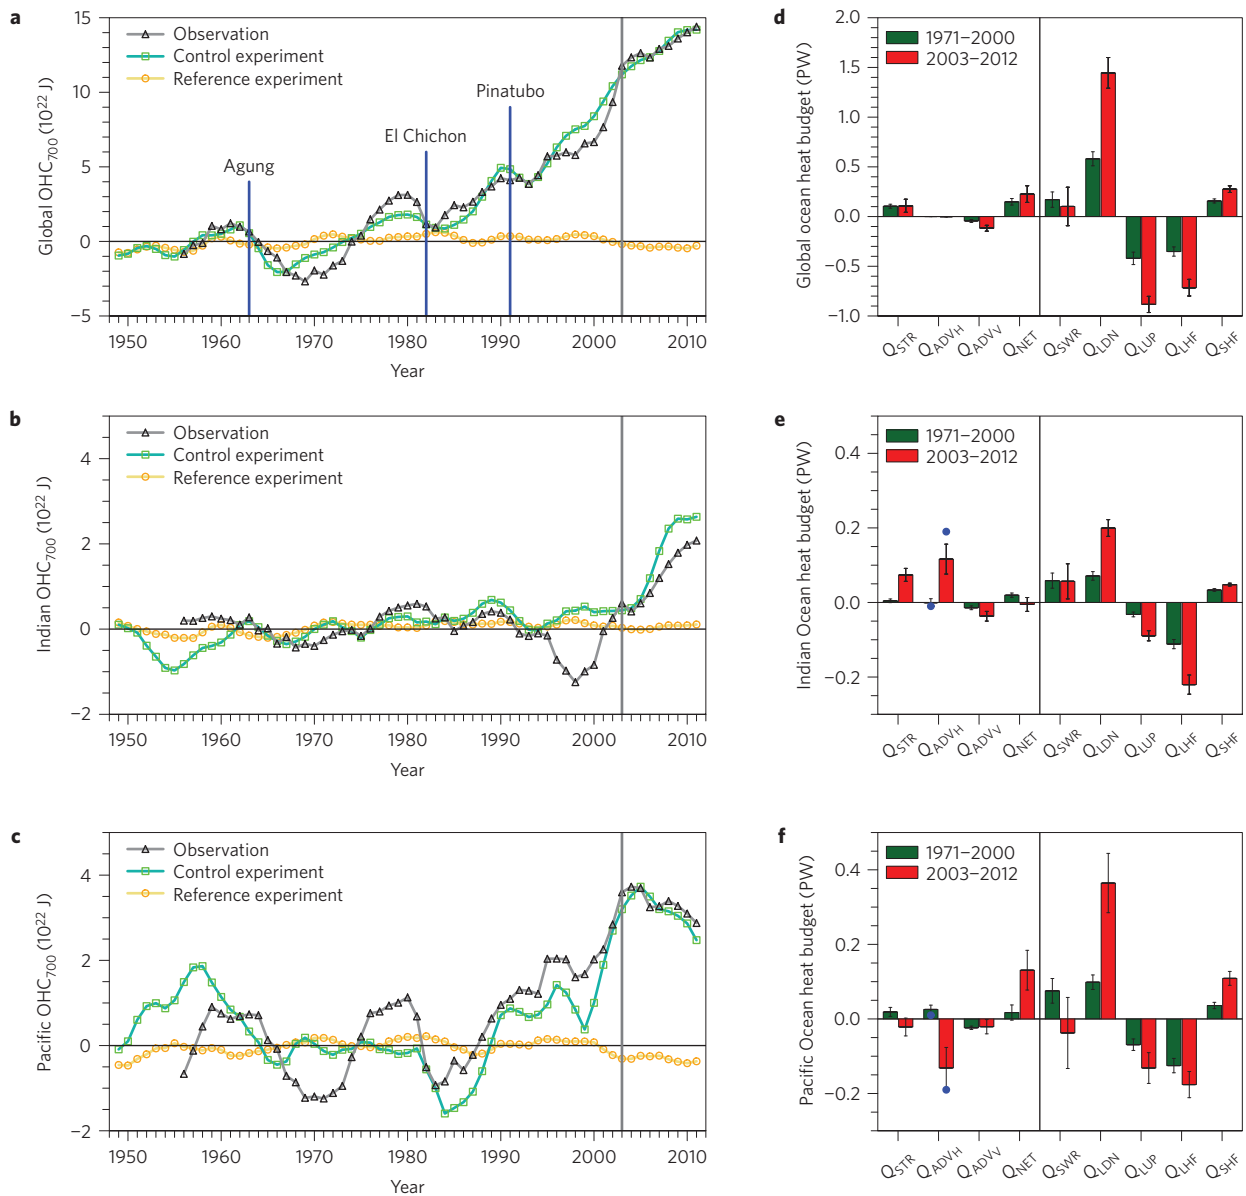 a
Global OHC700 (10^22 J)
15
10
5
0
−5
Observation
Control experiment
Reference experiment
Agung
El Chichon
Pinatubo
1950 1960 1970 1980 1990 2000 2010
Year
d
Global ocean heat budget (PW)
2.0
1.5
1.0
0.5
0.0
−0.5
−1.0
1971–2000
2003–2012
QSTR QADVH QADVV QNET QSWR QLDN QLUP QLHF QSHF
b
Indian OHC700 (10^22 J)
4
2
0
−2
Observation
Control experiment
Reference experiment
1950 1960 1970 1980 1990 2000 2010
Year
e
Indian Ocean heat budget (PW)
0.4
0.2
0.0
−0.2
1971–2000
2003–2012
QSTR QADVH QADVV QNET QSWR QLDN QLUP QLHF QSHF
c
Pacific OHC700 (10^22 J)
4
2
0
−2
Observation
Control experiment
Reference experiment
1950 1960 1970 1980 1990 2000 2010
Year
f
Pacific Ocean heat budget (PW)
0.4
0.2
0.0
−0.2
1971–2000
2003–2012
QSTR QADVH QADVV QNET QSWR QLDN QLUP QLHF QSHF